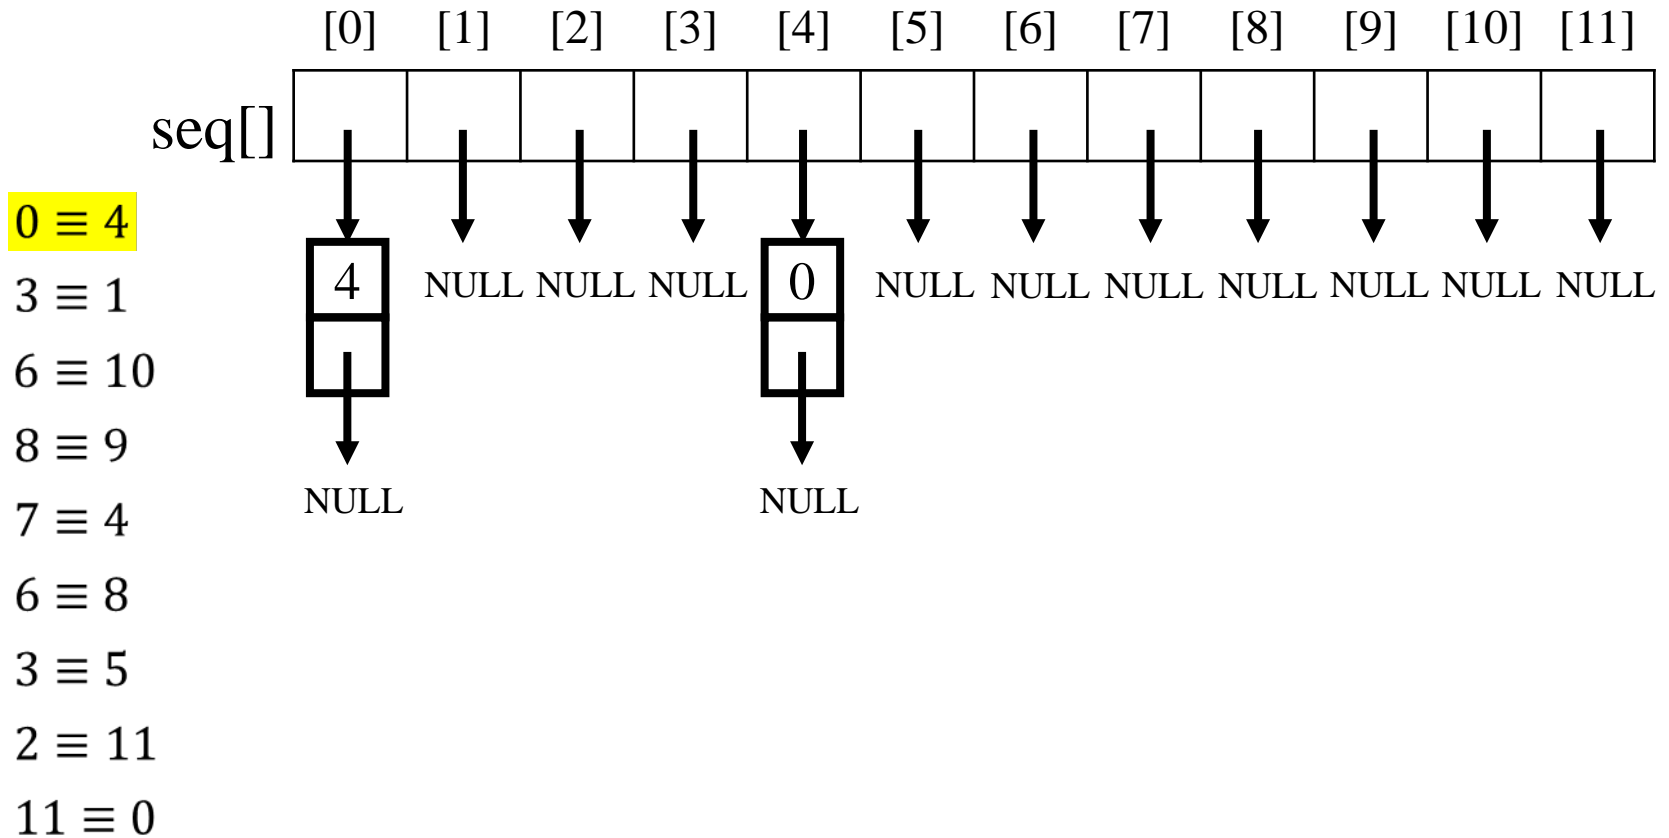 [0] [1] [2] [3] [4] [5] [6] [7] [8] [9] [10] [11]
seq[]
0 ≡ 4
3 ≡ 1
6 ≡ 10
8 ≡ 9
7 ≡ 4
6 ≡ 8
3 ≡ 5
2 ≡ 11
11 ≡ 0
4 NULL NULL NULL 0 NULL NULL NULL NULL NULL NULL NULL
NULL NULL